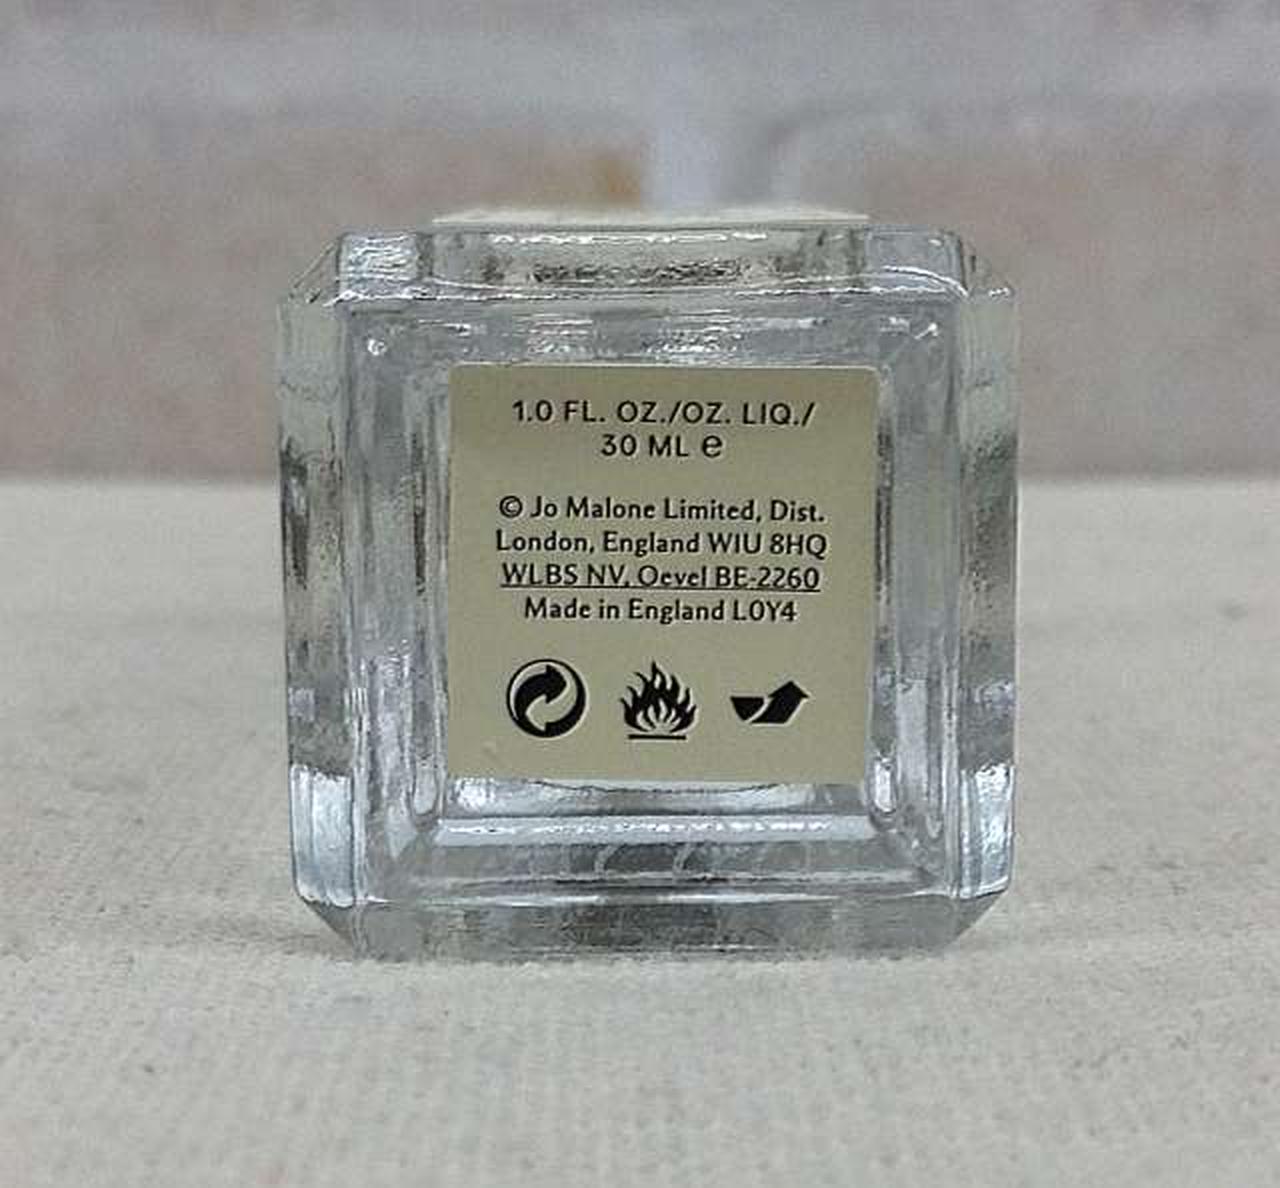 1.0 FL. OZ./OZ. LIQ./
30 ML ℮
© Jo Malone Limited, Dist.
London, England W1U 8HQ
WLBS NV, Oevel BE-2260
Made in England L0Y4